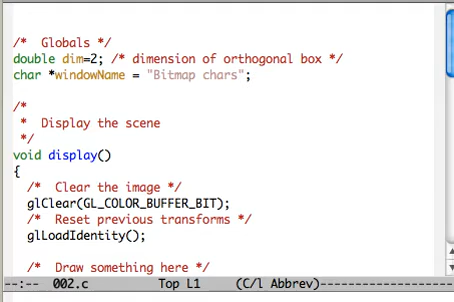 /*  Globals */
double dim=2; /* dimension of orthogonal box */
char *windowName = "Bitmap chars";
/*
 *  Display the scene
 */
void display()
{
  /*  Clear the image */
  glClear(GL_COLOR_BUFFER_BIT);
  /*  Reset previous transforms */
  glLoadIdentity();
  /*  Draw something here */
--:--  002.c          Top L1     (C/l Abbrev)--------------------